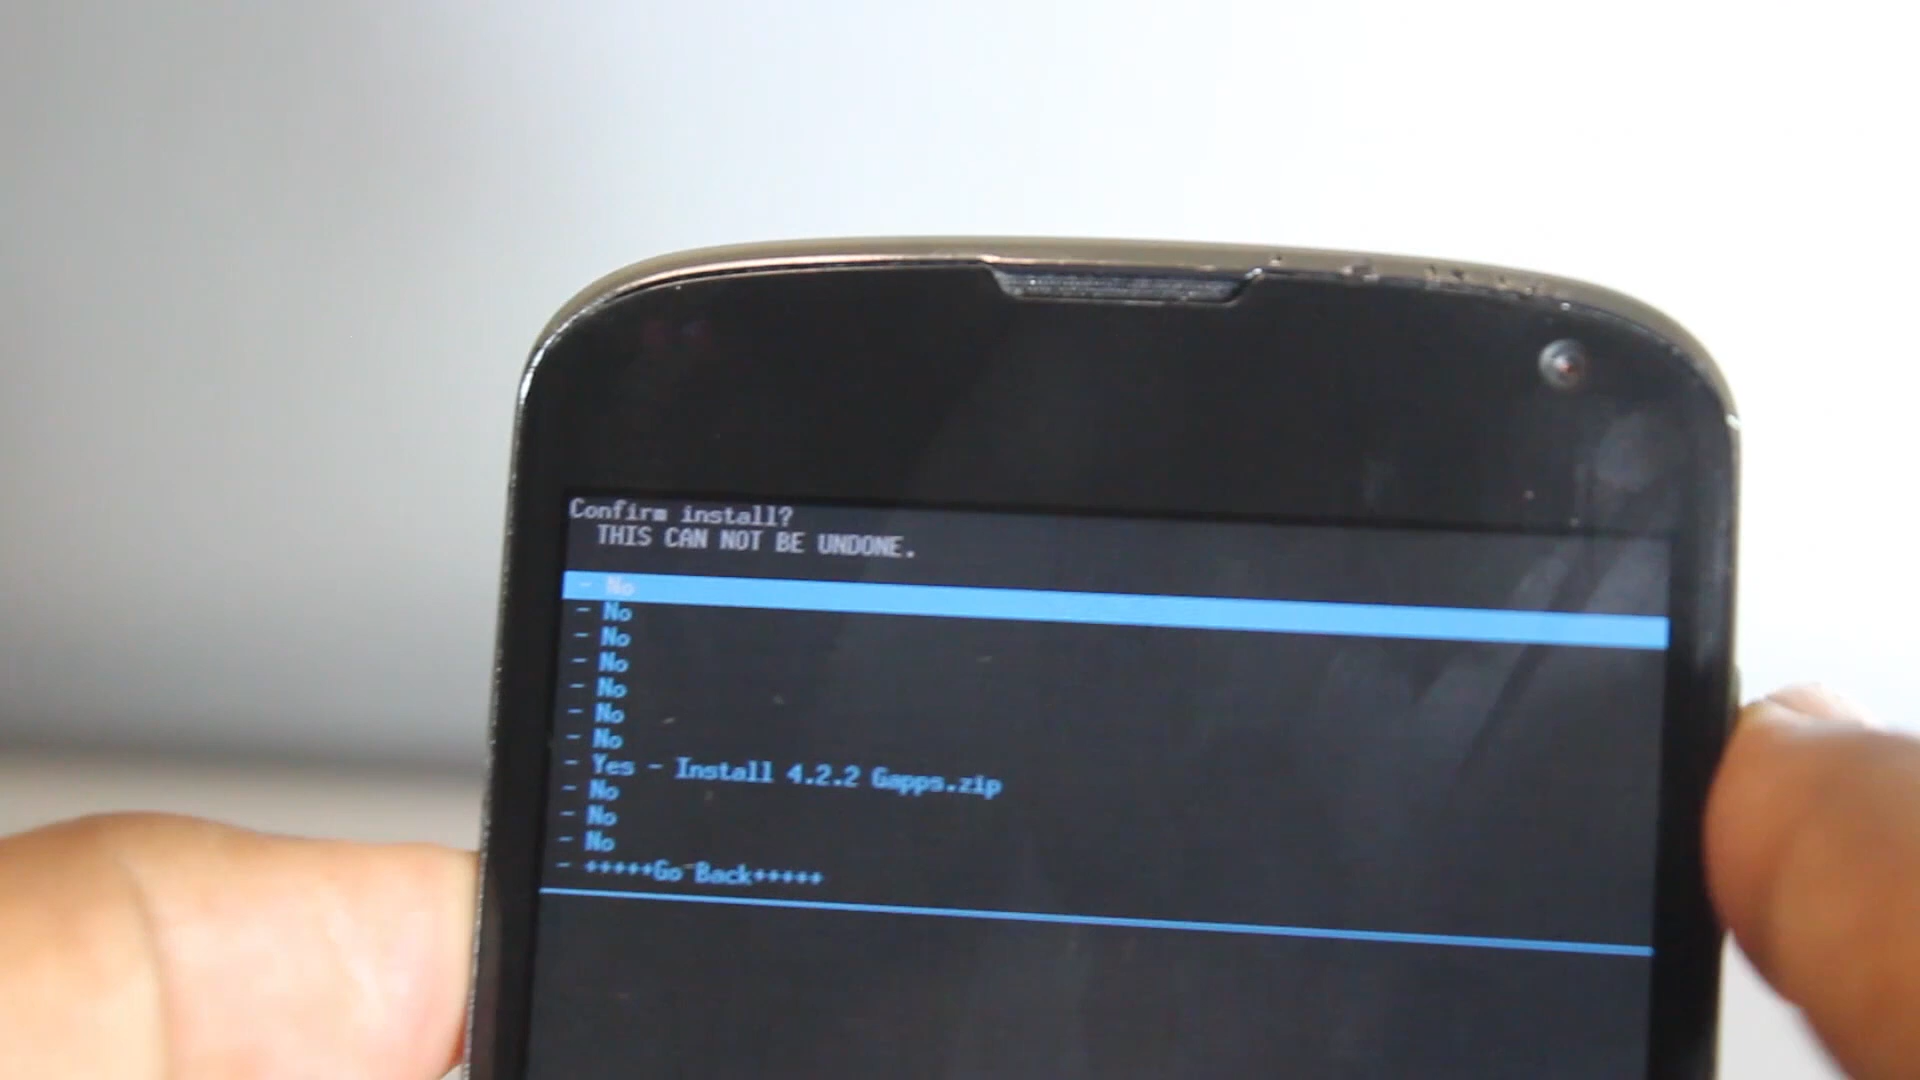 Confirm install?
THIS CAN NOT BE UNDONE.
- No
- No
- No
- No
- No
- No
- No
- Yes - Install 4.2.2 Gapps.zip
- No
- No
- No
- +++++Go Back+++++